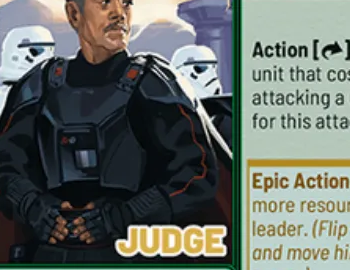 JUDGE
Action [
unit that cos
attacking a
for this atta
Epic Action
more resour
leader. (Flip
and move hi